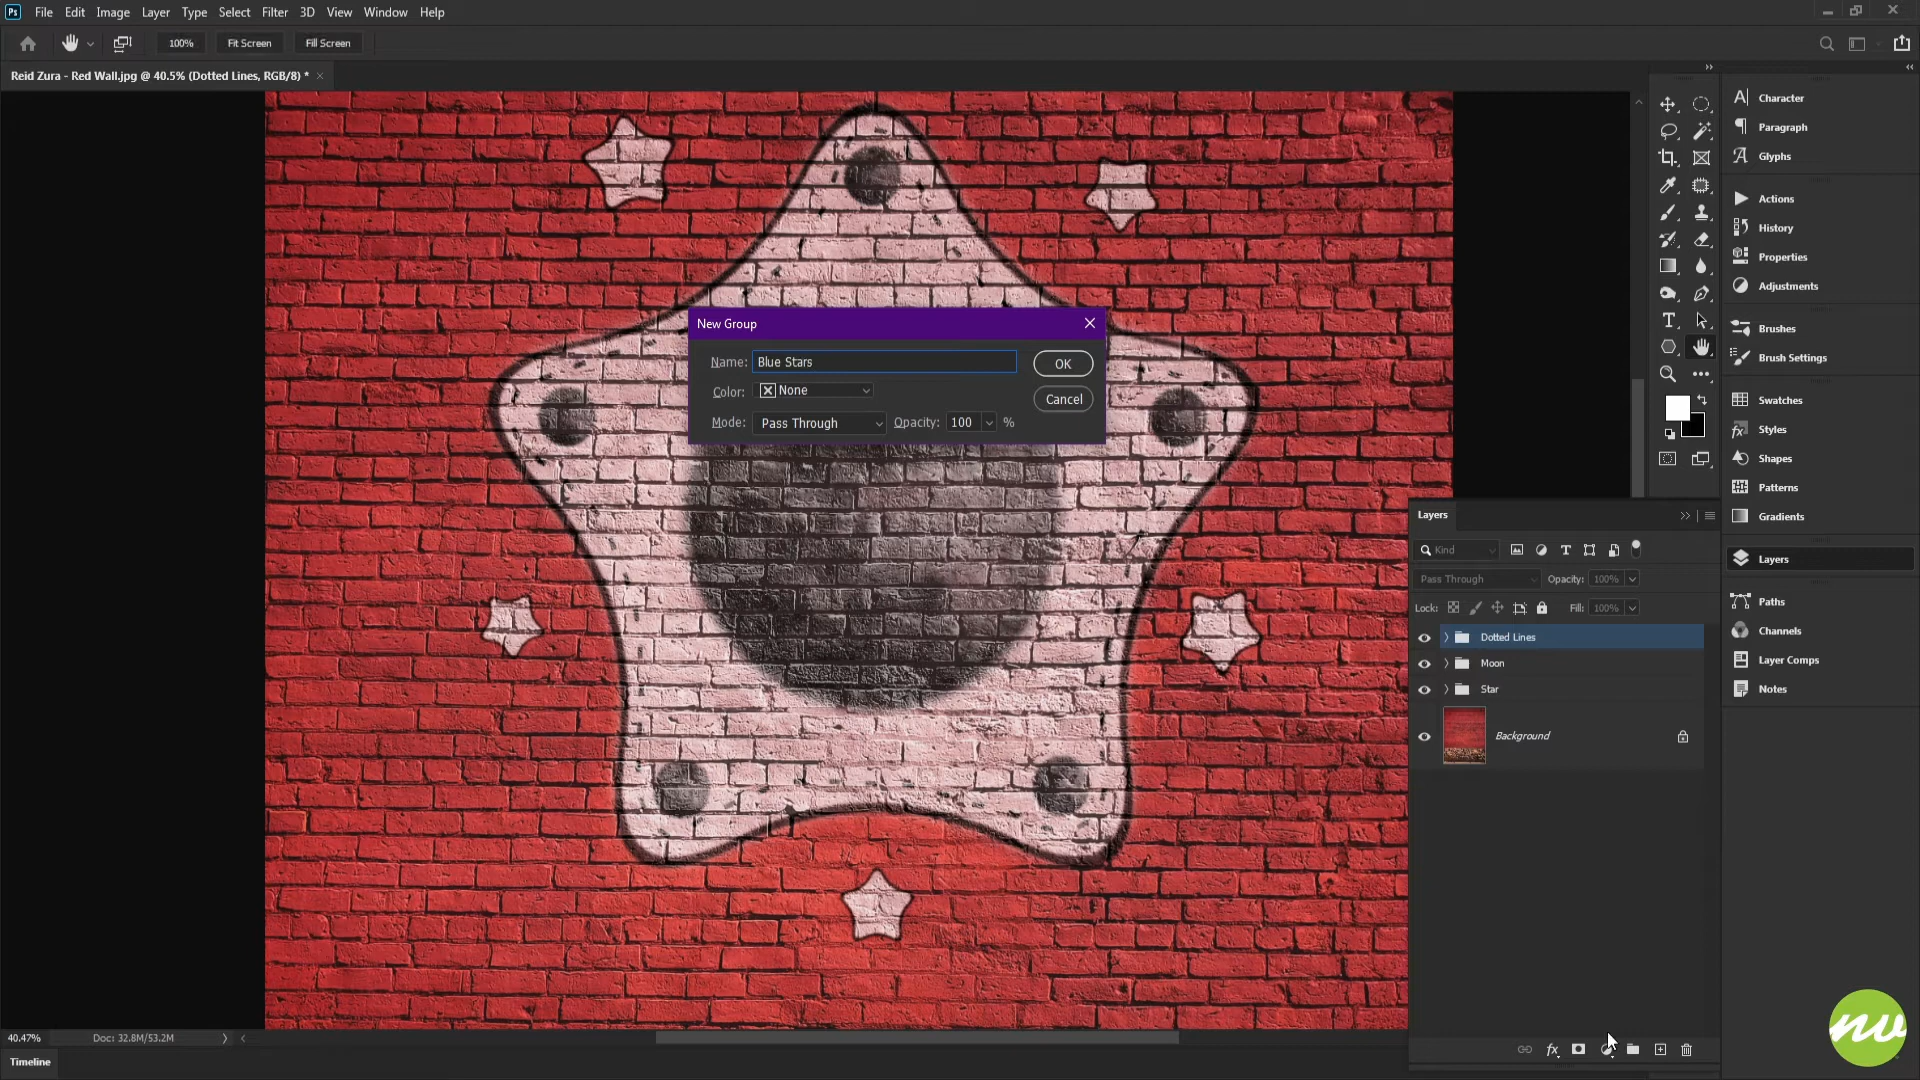 Ps File Edit Image Layer Type Select Filter 3D View Window Help
100% Fit Screen Fill Screen
Reid Zura - Red Wall.jpg @ 40.5% (Dotted Lines, RGB/8) *
Character
Paragraph
Glyphs
Actions
History
Properties
Adjustments
Brushes
Brush Settings
Swatches
Styles
Shapes
Patterns
Gradients
Layers
Paths
Channels
Layer Comps
Notes
New Group
Name: Blue Stars OK
Color: None Cancel
Mode: Pass Through Opacity: 100 %
Layers
Kind
Pass Through Opacity: 100%
Lock: Fill: 100%
Dotted Lines
Moon
Star
Background
fx
40.47% Doc: 32.8M/53.2M
Timeline
nv